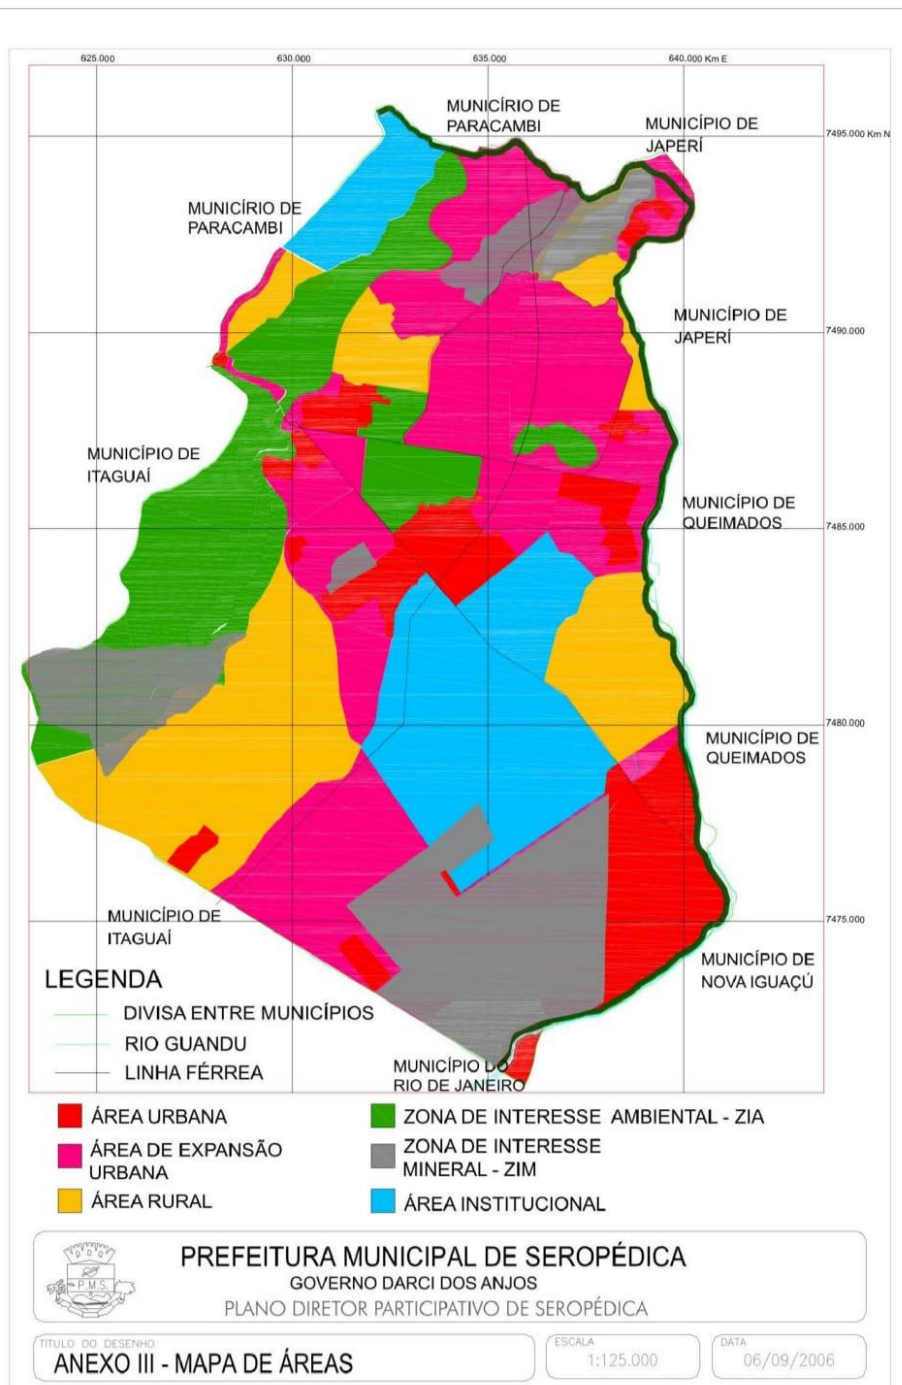 625.000
630.000
635.000
640.000 Km E
MUNICÍRIO DE
PARACAMBI
MUNICÍPIO DE
JAPERÍ
7495.000 Km N
MUNICÍRIO DE
PARACAMBI
MUNICÍPIO DE
JAPERÍ
7490.000
MUNICÍPIO DE
ITAGUAÍ
MUNICÍPIO DE
QUEIMADOS
7485.000
7480.000
MUNICÍPIO DE
QUEIMADOS
MUNICÍPIO DE
ITAGUAÍ
7475.000
MUNICÍPIO DE
NOVA IGUAÇÚ
MUNICÍPIO DO
RIO DE JANEIRO
LEGENDA
DIVISA ENTRE MUNICÍPIOS
RIO GUANDU
LINHA FÉRREA
ÁREA URBANA
ÁREA DE EXPANSÃO
URBANA
ÁREA RURAL
ZONA DE INTERESSE AMBIENTAL - ZIA
ZONA DE INTERESSE
MINERAL - ZIM
ÁREA INSTITUCIONAL
P.M.S.
PREFEITURA MUNICIPAL DE SEROPÉDICA
GOVERNO DARCI DOS ANJOS
PLANO DIRETOR PARTICIPATIVO DE SEROPÉDICA
TÍTULO DO DESENHO
ANEXO III - MAPA DE ÁREAS
ESCALA
1:125.000
DATA
06/09/2006